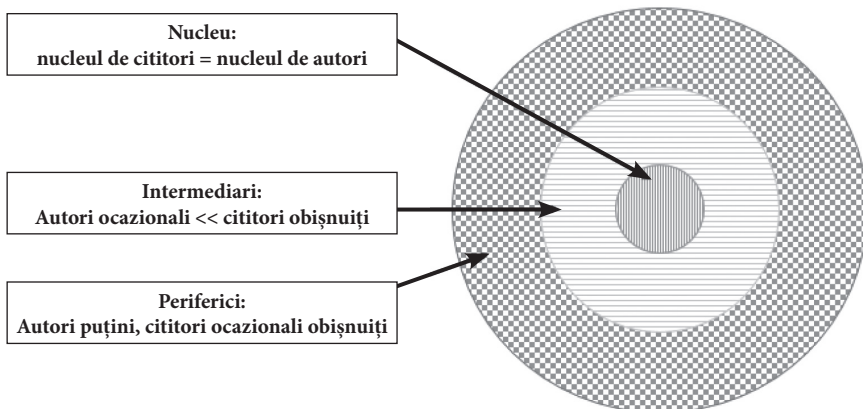 Nucleu:
nucleul de cititori = nucleul de autori
Intermediari:
Autori ocazionali << cititori obișnuiți
Periferici:
Autori puțini, cititori ocazionali obișnuiți